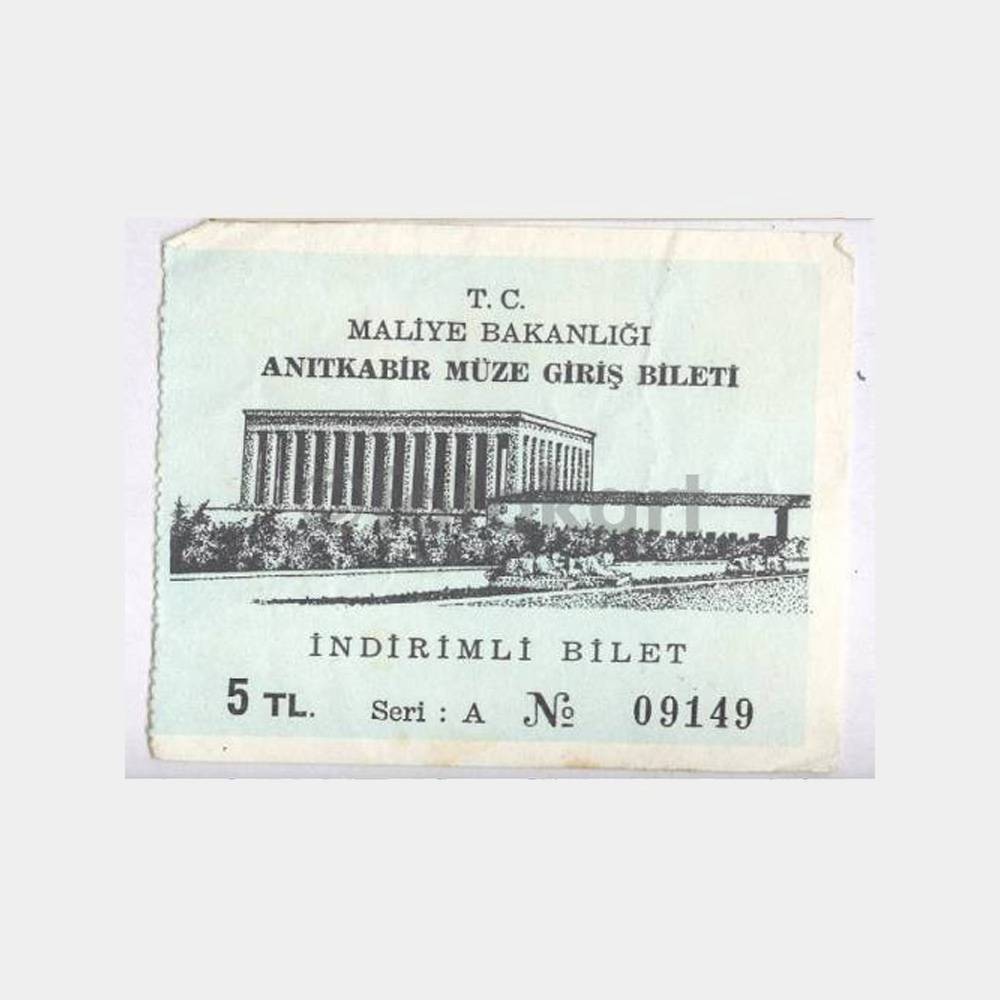 T. C.
MALİYE BAKANLIĞI
ANITKABİR MÜZE GİRİŞ BİLETİ
İNDİRİMLİ BİLET
5 TL. Seri : A № 09149